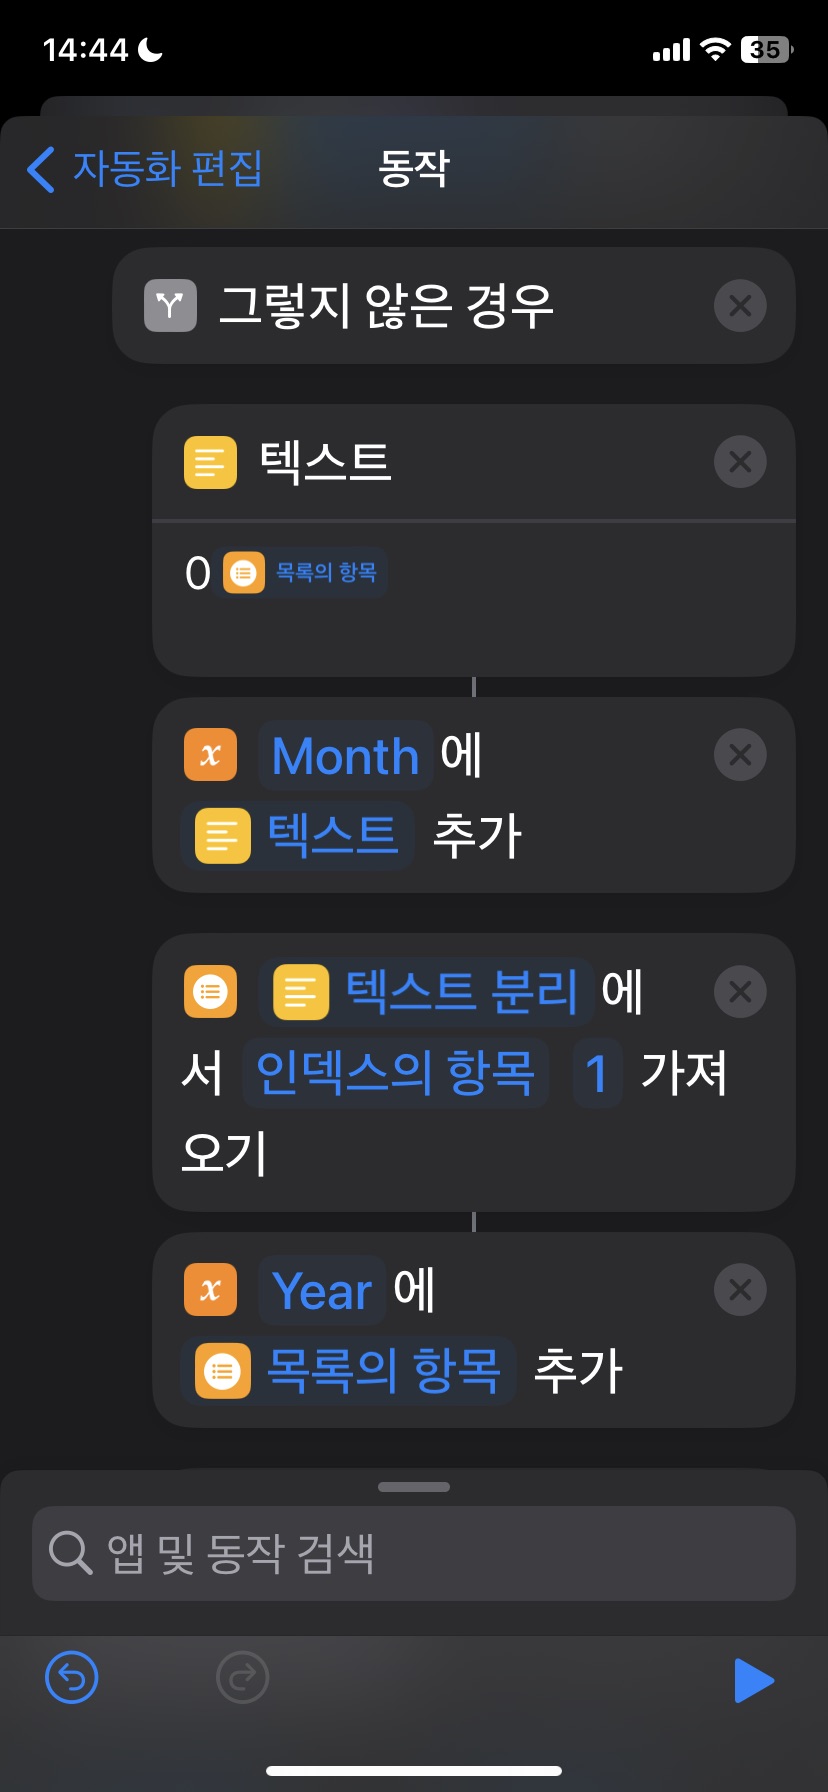 14:44
35
자동화 편집
동작
그렇지 않은 경우
텍스트
0 목록의 항목
x Month 에
텍스트 추가
텍스트 분리 에
서 인덱스의 항목 1 가져
오기
x Year 에
목록의 항목 추가
앱 및 동작 검색